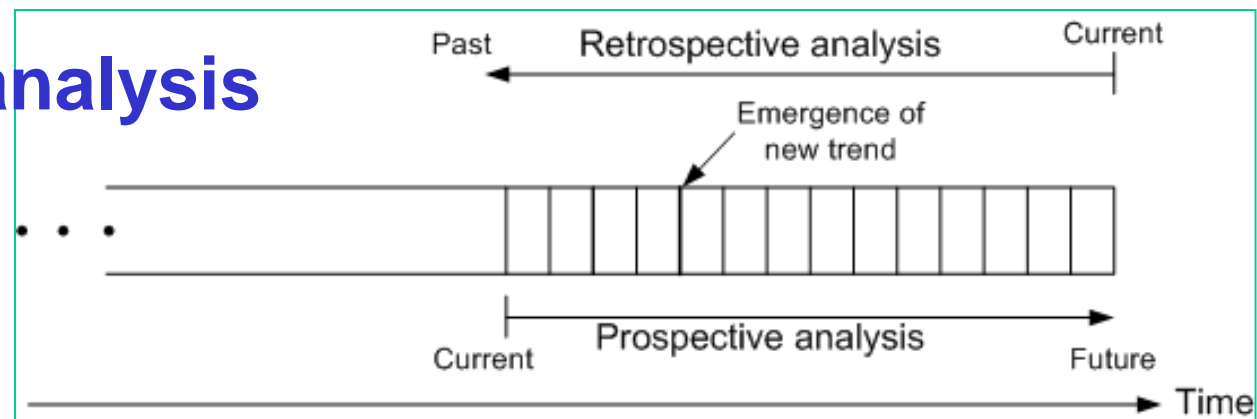 Past
Retrospective analysis
Current
analysis
Emergence of
new trend
Prospective analysis
Current
Future
Time